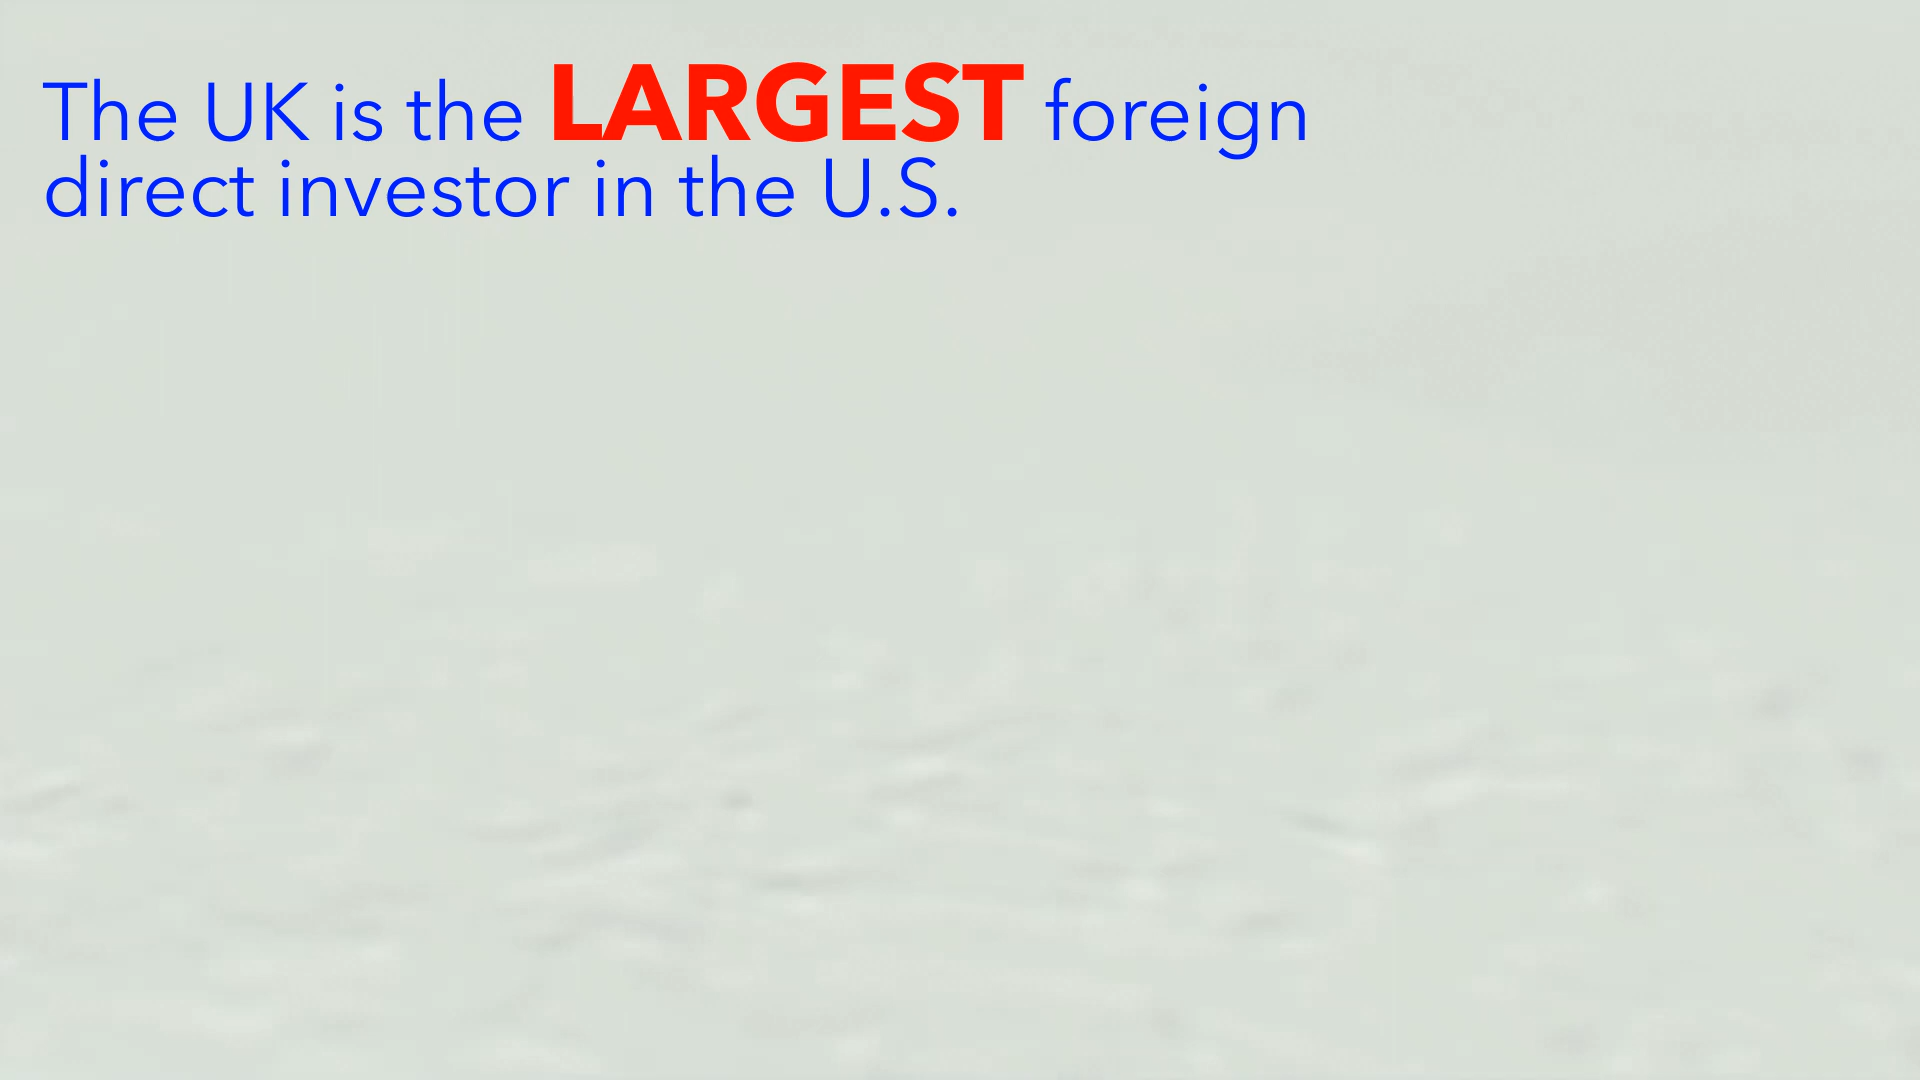 The UK is the LARGEST foreign
direct investor in the U.S.